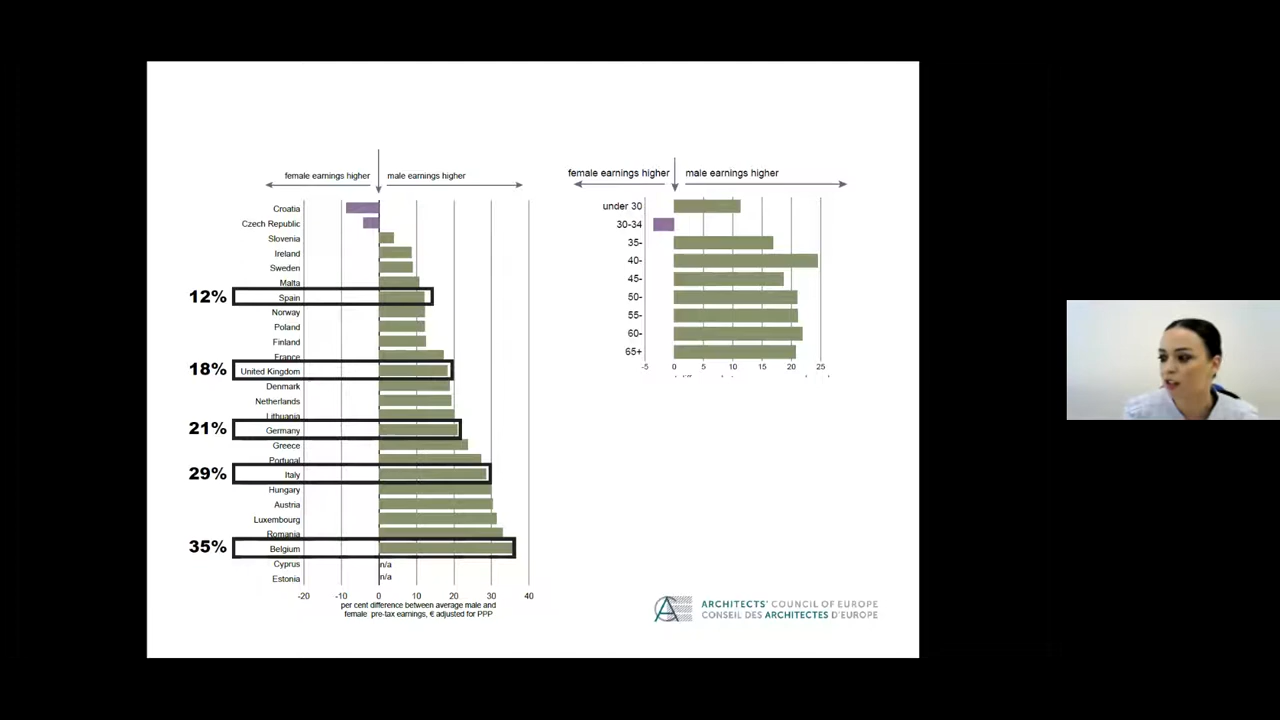 female earnings higher
male earnings higher
Croatia
Czech Republic
Slovenia
Ireland
Sweden
Malta
12% Spain
Norway
Poland
Finland
France
18% United Kingdom
Denmark
Netherlands
Lithuania
21% Germany
Greece
Portugal
29% Italy
Hungary
Austria
Luxembourg
Romania
35% Belgium
Cyprus n/a
Estonia n/a
-20 -10 0 10 20 30 40
per cent difference between average male and
female pre-tax earnings, € adjusted for PPP
female earnings higher
male earnings higher
under 30
30-34
35-
40-
45-
50-
55-
60-
65+
-5 0 5 10 15 20 25
ARCHITECTS' COUNCIL OF EUROPE
CONSEIL DES ARCHITECTES D'EUROPE